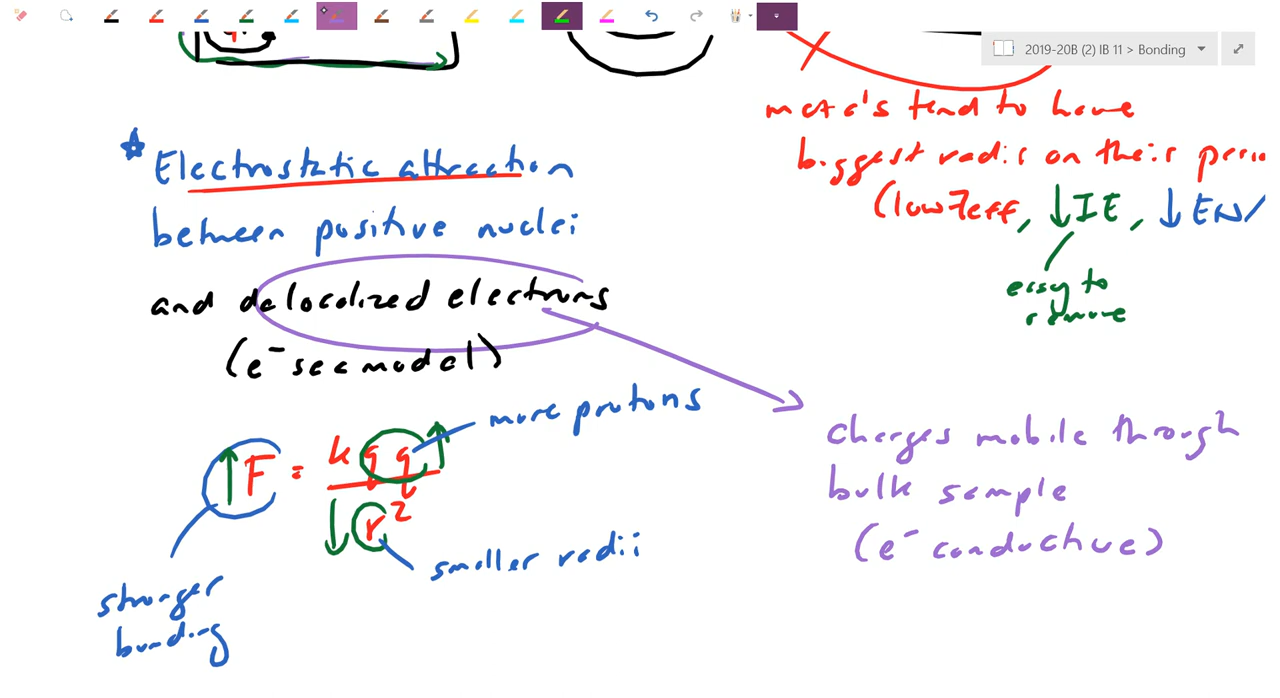 2019-20B (2) IB 11 > Bonding
metals tend to have
biggest radii on their perio
(low Zeff, ↓IE, ↓EN/
easy to
remove
★ Electrostatic attraction
between positive nuclei
and delocalized electrons
(e⁻ sea model)
more protons
↑F = kqq↑
↓r²
smaller radii
stronger
bonding
charges mobile through
bulk sample
(e⁻ conductive)